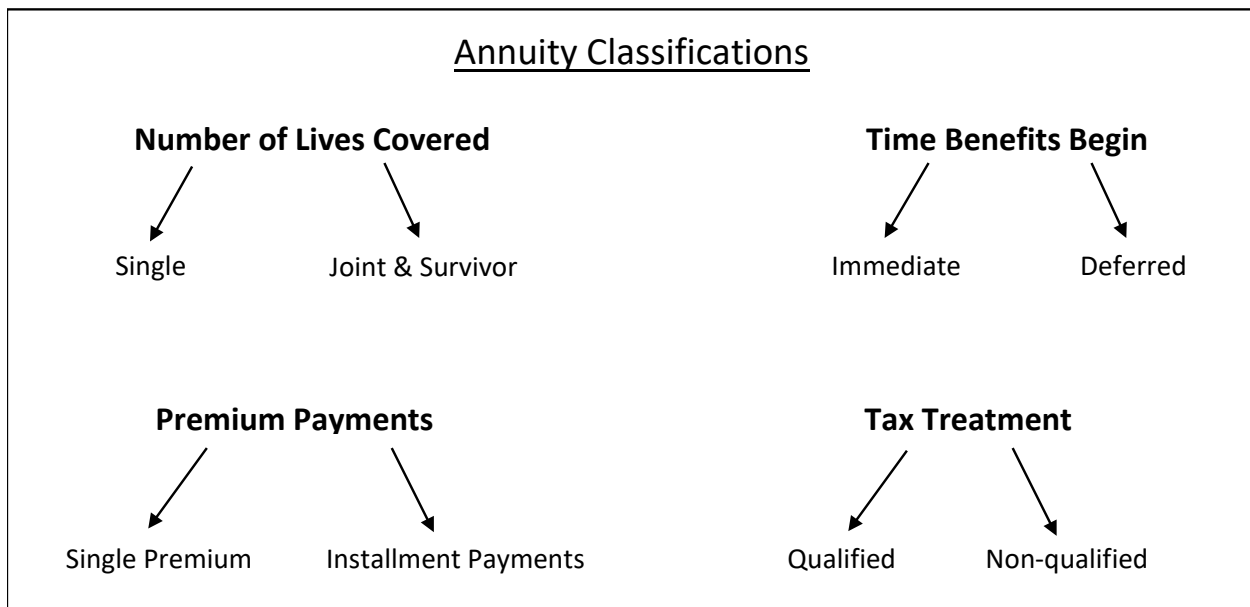 Annuity Classifications
Number of Lives Covered
Time Benefits Begin
Single
Joint & Survivor
Immediate
Deferred
Premium Payments
Tax Treatment
Single Premium
Installment Payments
Qualified
Non-qualified